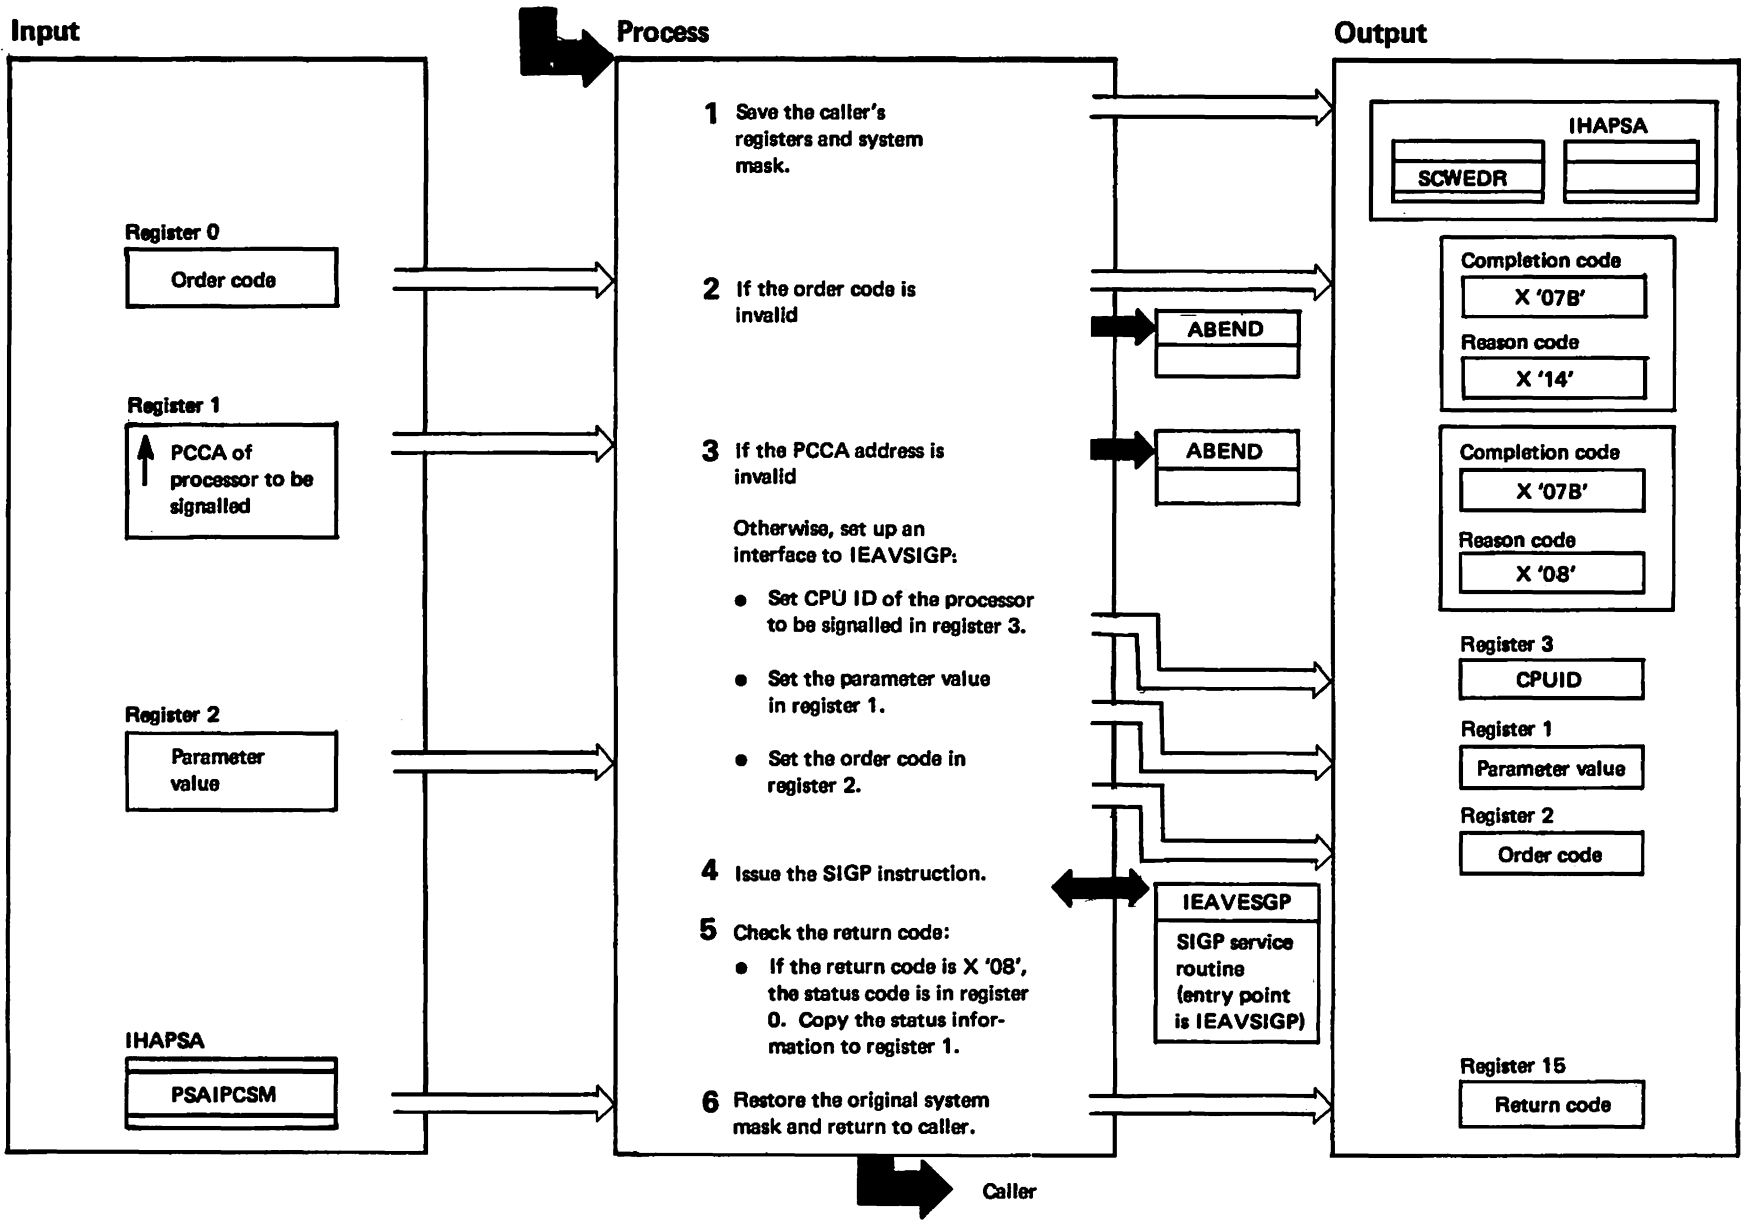 Input
Process
Output
1 Save the caller's
registers and system
mask.
IHAPSA
SCWEDR
Register 0
Order code
2 If the order code is
invalid
ABEND
Completion code
X '07B'
Reason code
X '14'
Register 1
PCCA of
processor to be
signalled
3 If the PCCA address is
invalid
ABEND
Completion code
X '07B'
Reason code
X '08'
Otherwise, set up an
interface to IEAVSIGP:
● Set CPU ID of the processor
to be signalled in register 3.
Register 3
CPUID
● Set the parameter value
in register 1.
Register 2
Parameter
value
Register 1
Parameter value
● Set the order code in
register 2.
Register 2
Order code
4 Issue the SIGP instruction.
IEAVESGP
SIGP service
routine
(entry point
is IEAVSIGP)
5 Check the return code:
● If the return code is X '08',
the status code is in register
0. Copy the status infor-
mation to register 1.
IHAPSA
PSAIPCSM
6 Restore the original system
mask and return to caller.
Register 15
Return code
Caller